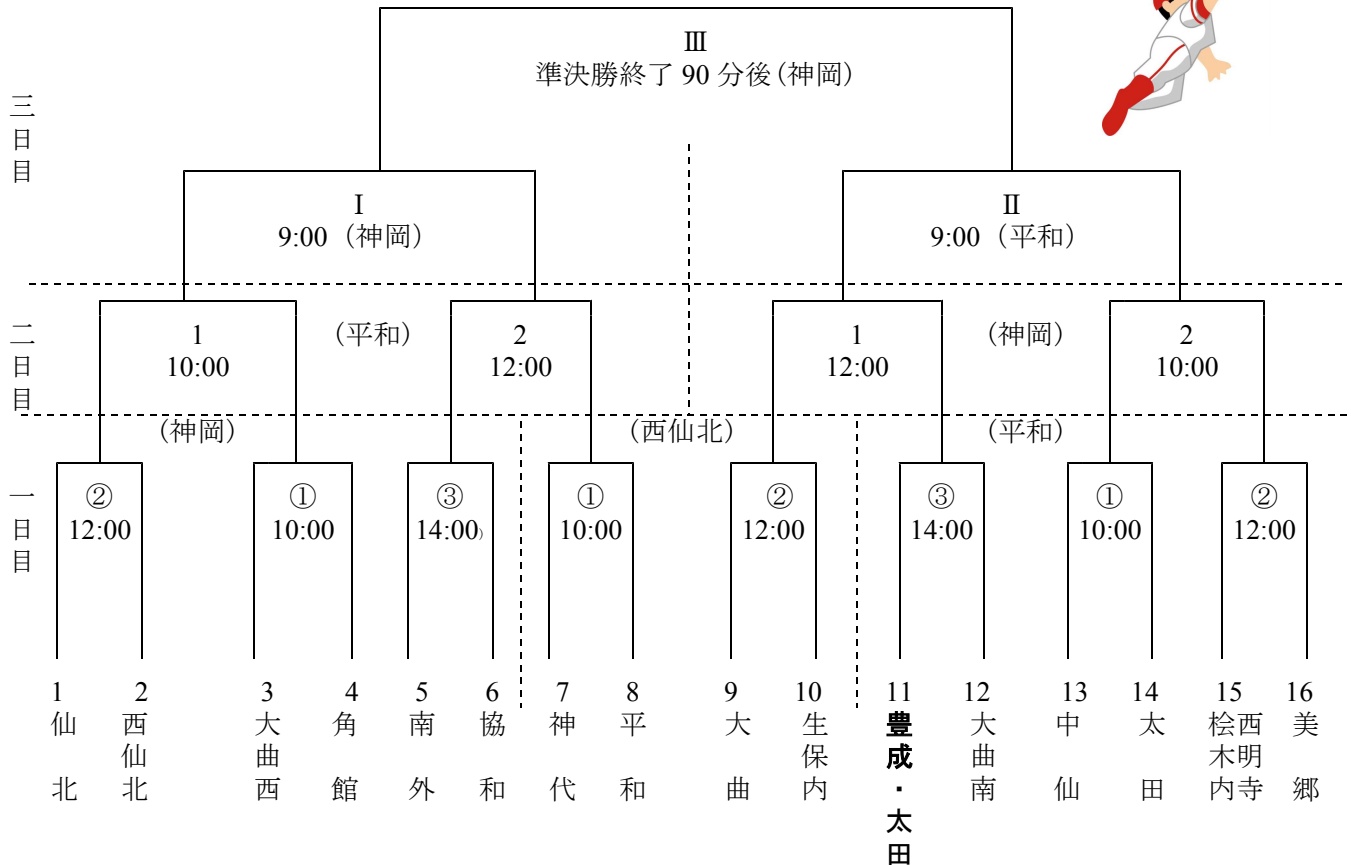 Ⅲ
準決勝終了 90 分後(神岡)
三日目
Ⅰ
9:00（神岡）
Ⅱ
9:00（平和）
二日目
1
10:00
（平和）
2
12:00
1
12:00
（神岡）
2
10:00
一日目
（神岡）
（西仙北）
（平和）
②
12:00
①
10:00
③
14:00）
①
10:00
②
12:00
③
14:00
①
10:00
②
12:00
1
仙北
2
西仙北
3
大曲西
4
角館
5
南外
6
協和
7
神代
8
平和
9
大曲
10
生保内
11
豊成・太田
12
大曲南
13
中仙
14
太田
15
西明寺
桧木内
16
美郷